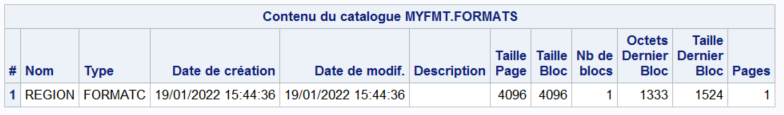 Contenu du catalogue MYFMT.FORMATS
# Nom Type Date de création Date de modif. Description Taille Page Taille Bloc Nb de blocs Octets Dernier Bloc Taille Dernier Bloc Pages
1 REGION FORMATC 19/01/2022 15:44:36 19/01/2022 15:44:36 4096 4096 1 1333 1524 1